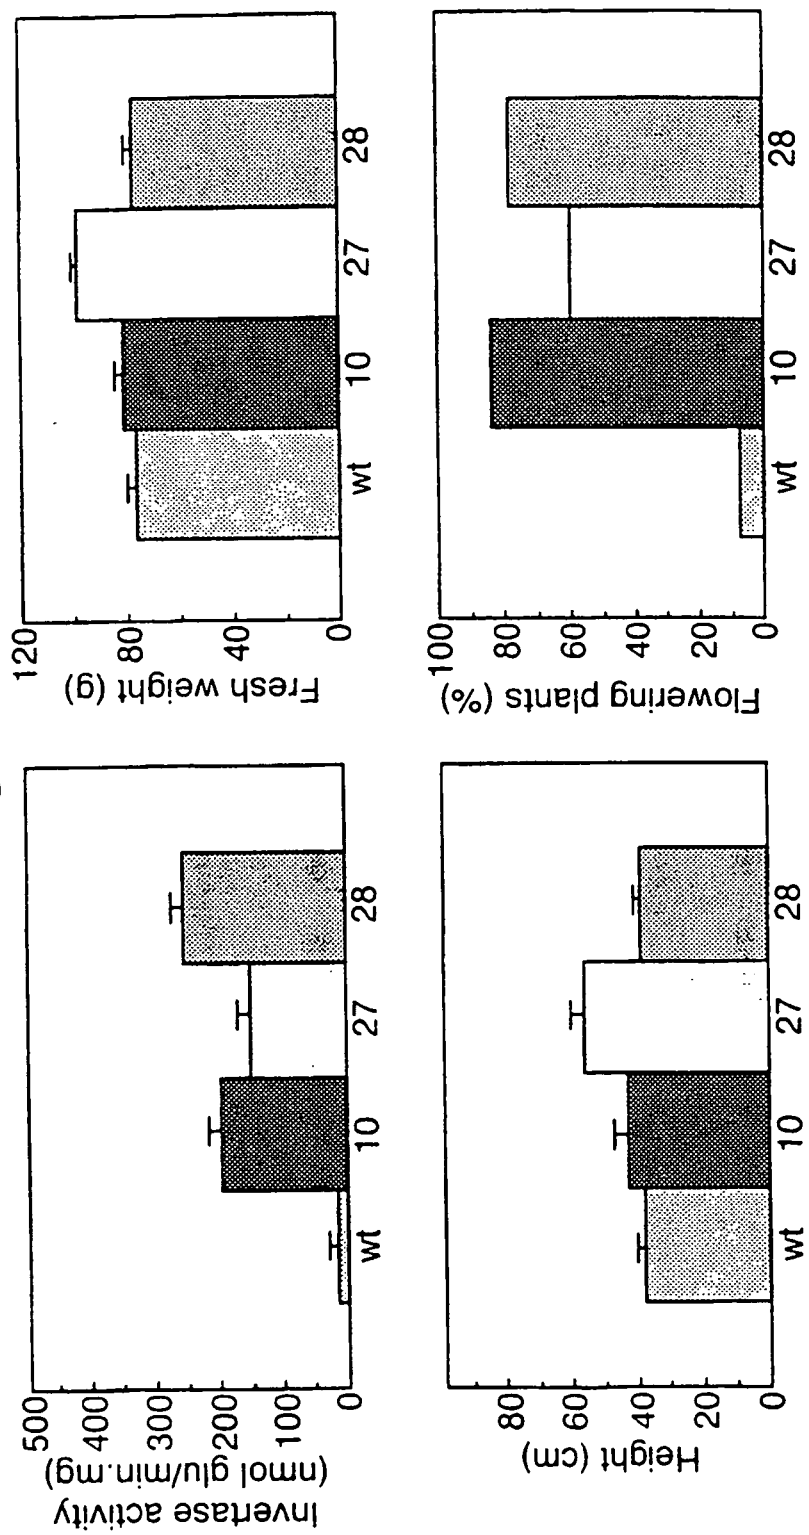 Invertase activity
(nmol glu/min.mg)
500
400
300
200
100
0
wt 10 27 28
Fresh weight (g)
120
80
40
0
wt 10 27 28
Height (cm)
80
60
40
20
0
wt 10 27 28
Flowering plants (%)
100
80
60
40
20
0
wt 10 27 28